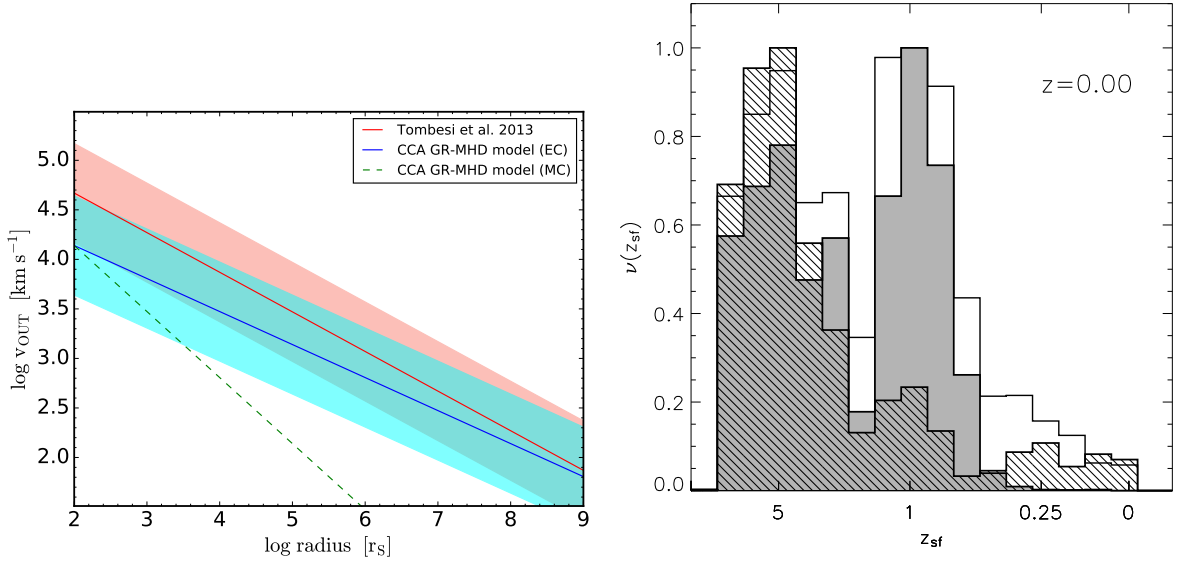 Tombesi et al. 2013
CCA GR-MHD model (EC)
CCA GR-MHD model (MC)
log v_OUT [km s⁻¹]
5.0
4.5
4.0
3.5
3.0
2.5
2.0
2 3 4 5 6 7 8 9
log radius [r_S]
z=0.00
ν(z_sf)
1.0
0.8
0.6
0.4
0.2
0.0
5 1 0.25 0
z_sf